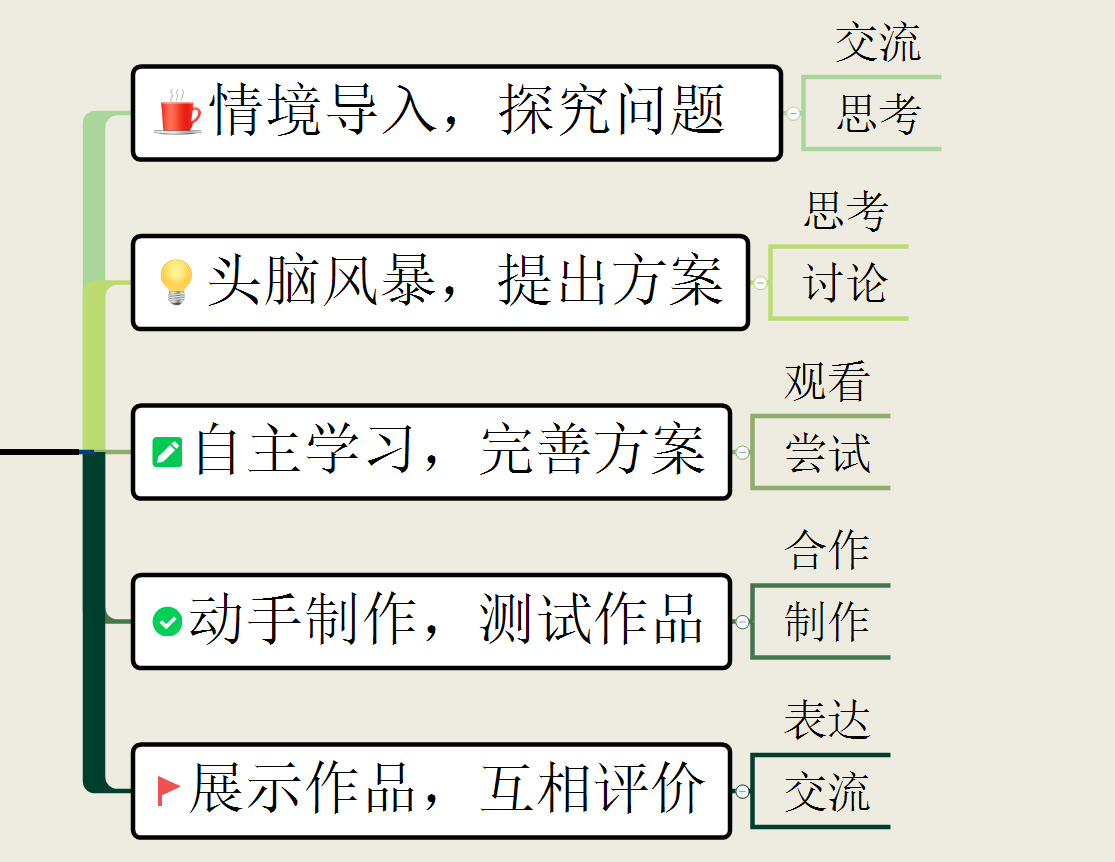 情境导入，探究问题
交流
思考
头脑风暴，提出方案
思考
讨论
自主学习，完善方案
观看
尝试
动手制作，测试作品
合作
制作
展示作品，互相评价
表达
交流